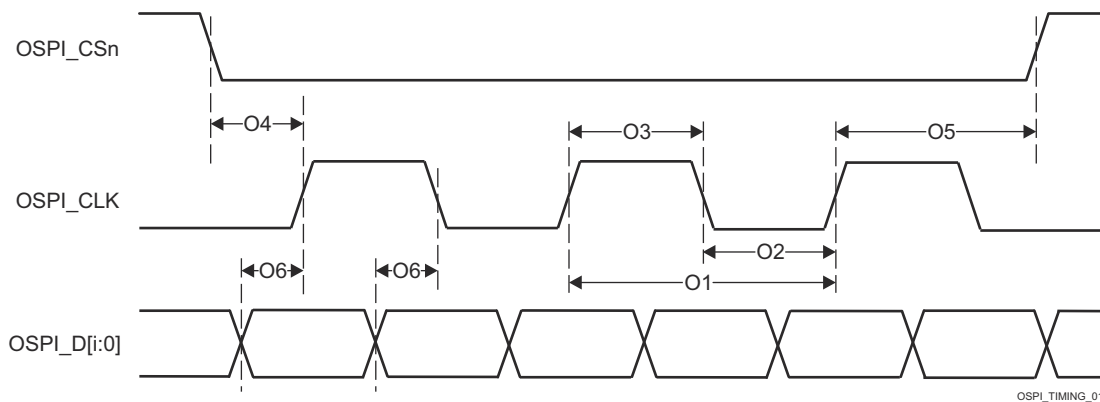 OSPI_CSn
O4
O3
O5
OSPI_CLK
O6
O6
O2
O1
OSPI_D[i:0]